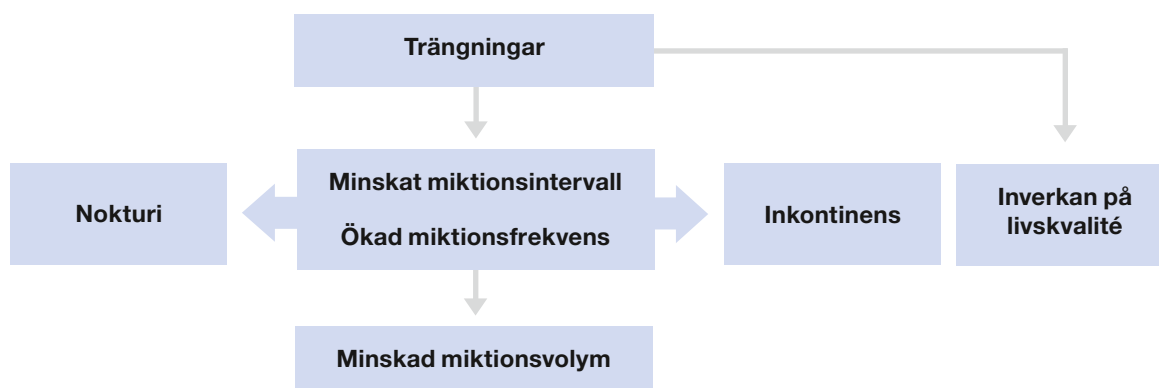 Trängningar
Nokturi
Minskat miktionsintervall
Ökad miktionsfrekvens
Inkontinens
Inverkan på
livskvalité
Minskad miktionsvolym